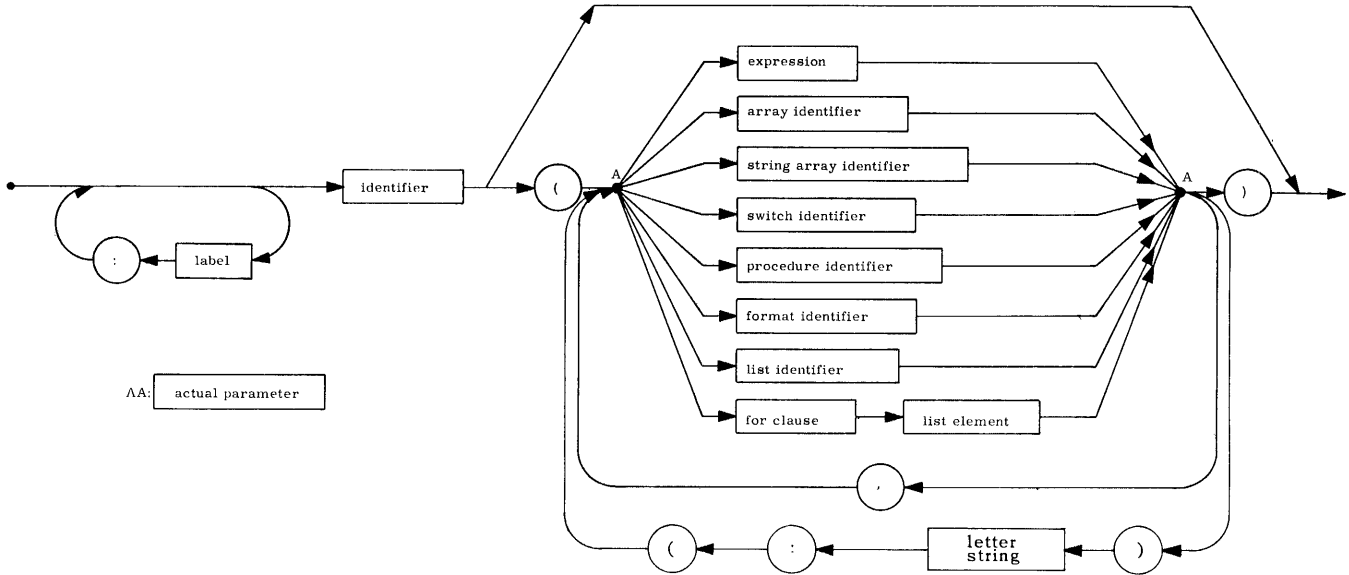 expression
array identifier
string array identifier
A
A
identifier
(
)
switch identifier
:
label
procedure identifier
format identifier
list identifier
AA: actual parameter
for clause
list element
,
(
:
letter
string
)